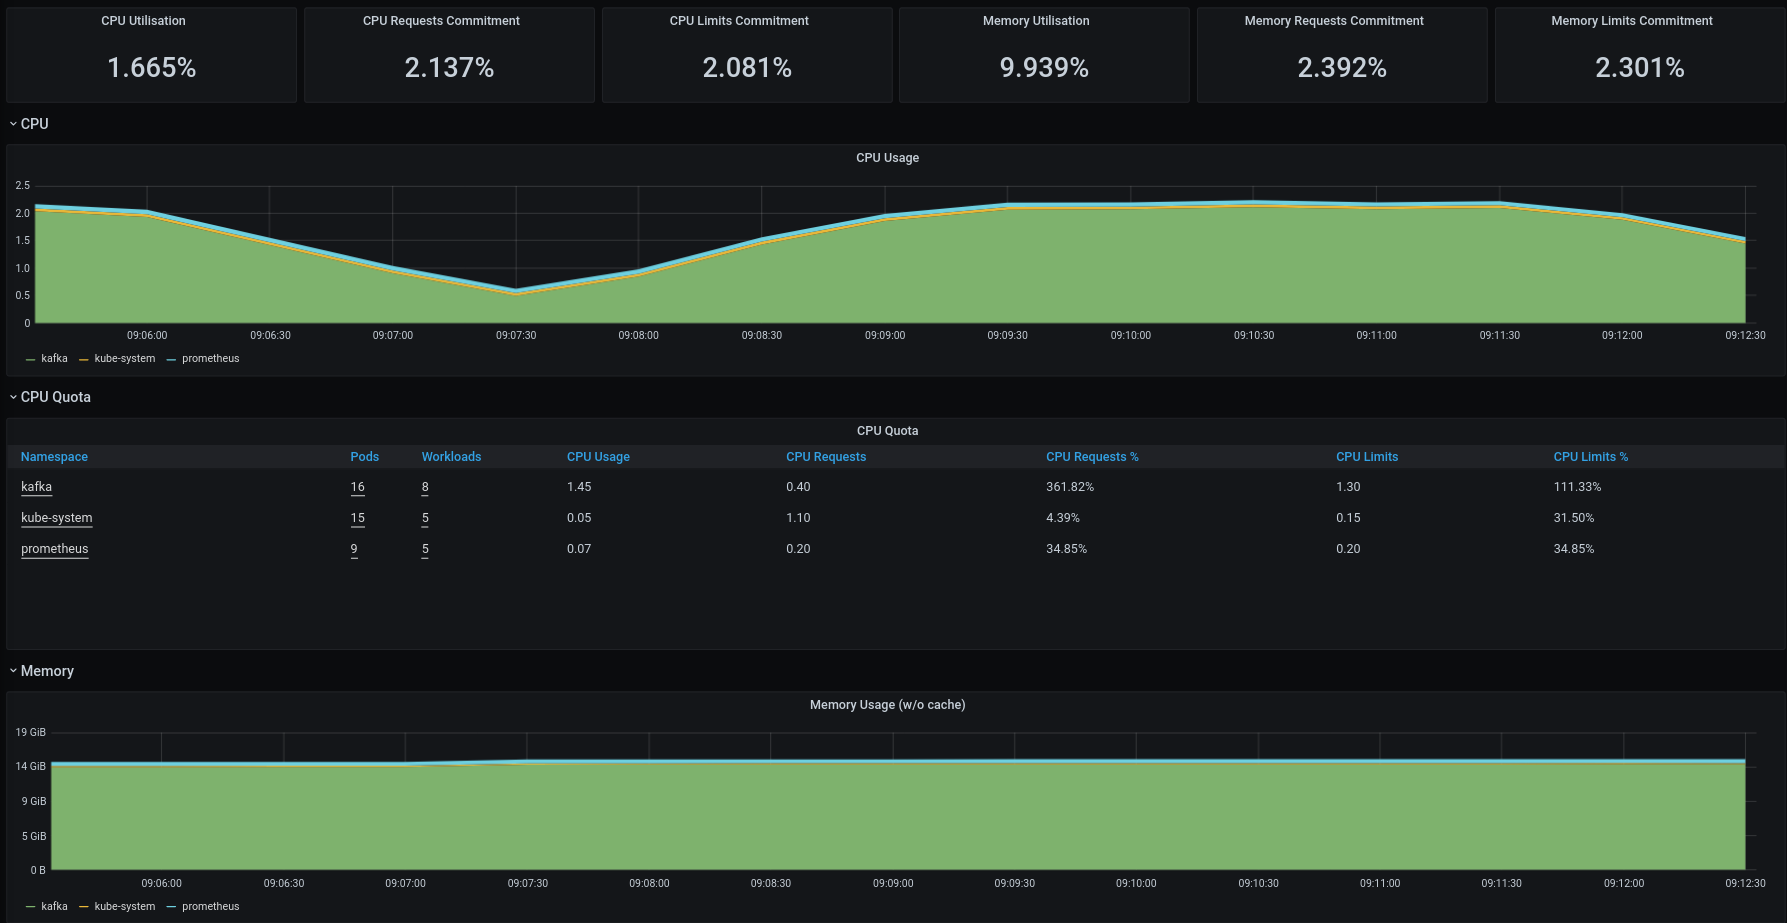 CPU Utilisation CPU Requests Commitment CPU Limits Commitment Memory Utilisation Memory Requests Commitment Memory Limits Commitment
1.665% 2.137% 2.081% 9.939% 2.392% 2.301%
CPU
CPU Usage
2.5
2.0
1.5
1.0
0.5
0
09:06:00 09:06:30 09:07:00 09:07:30 09:08:00 09:08:30 09:09:00 09:09:30 09:10:00 09:10:30 09:11:00 09:11:30 09:12:00 09:12:30
kafka kube-system prometheus
CPU Quota
CPU Quota
Namespace Pods Workloads CPU Usage CPU Requests CPU Requests % CPU Limits CPU Limits %
kafka 16 8 1.45 0.40 361.82% 1.30 111.33%
kube-system 15 5 0.05 1.10 4.39% 0.15 31.50%
prometheus 9 5 0.07 0.20 34.85% 0.20 34.85%
Memory
Memory Usage (w/o cache)
19 GiB
14 GiB
9 GiB
5 GiB
0 B
09:06:00 09:06:30 09:07:00 09:07:30 09:08:00 09:08:30 09:09:00 09:09:30 09:10:00 09:10:30 09:11:00 09:11:30 09:12:00 09:12:30
kafka kube-system prometheus